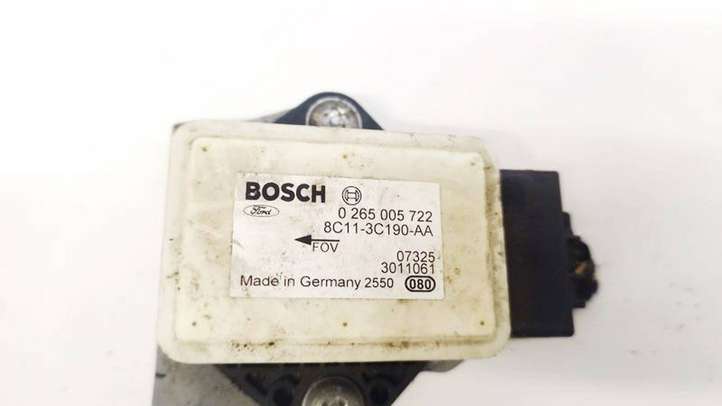 BOSCH
Ford 0 265 005 722
8C11-3C190-AA
FOV 07325
3011061
Made in Germany 2550 080